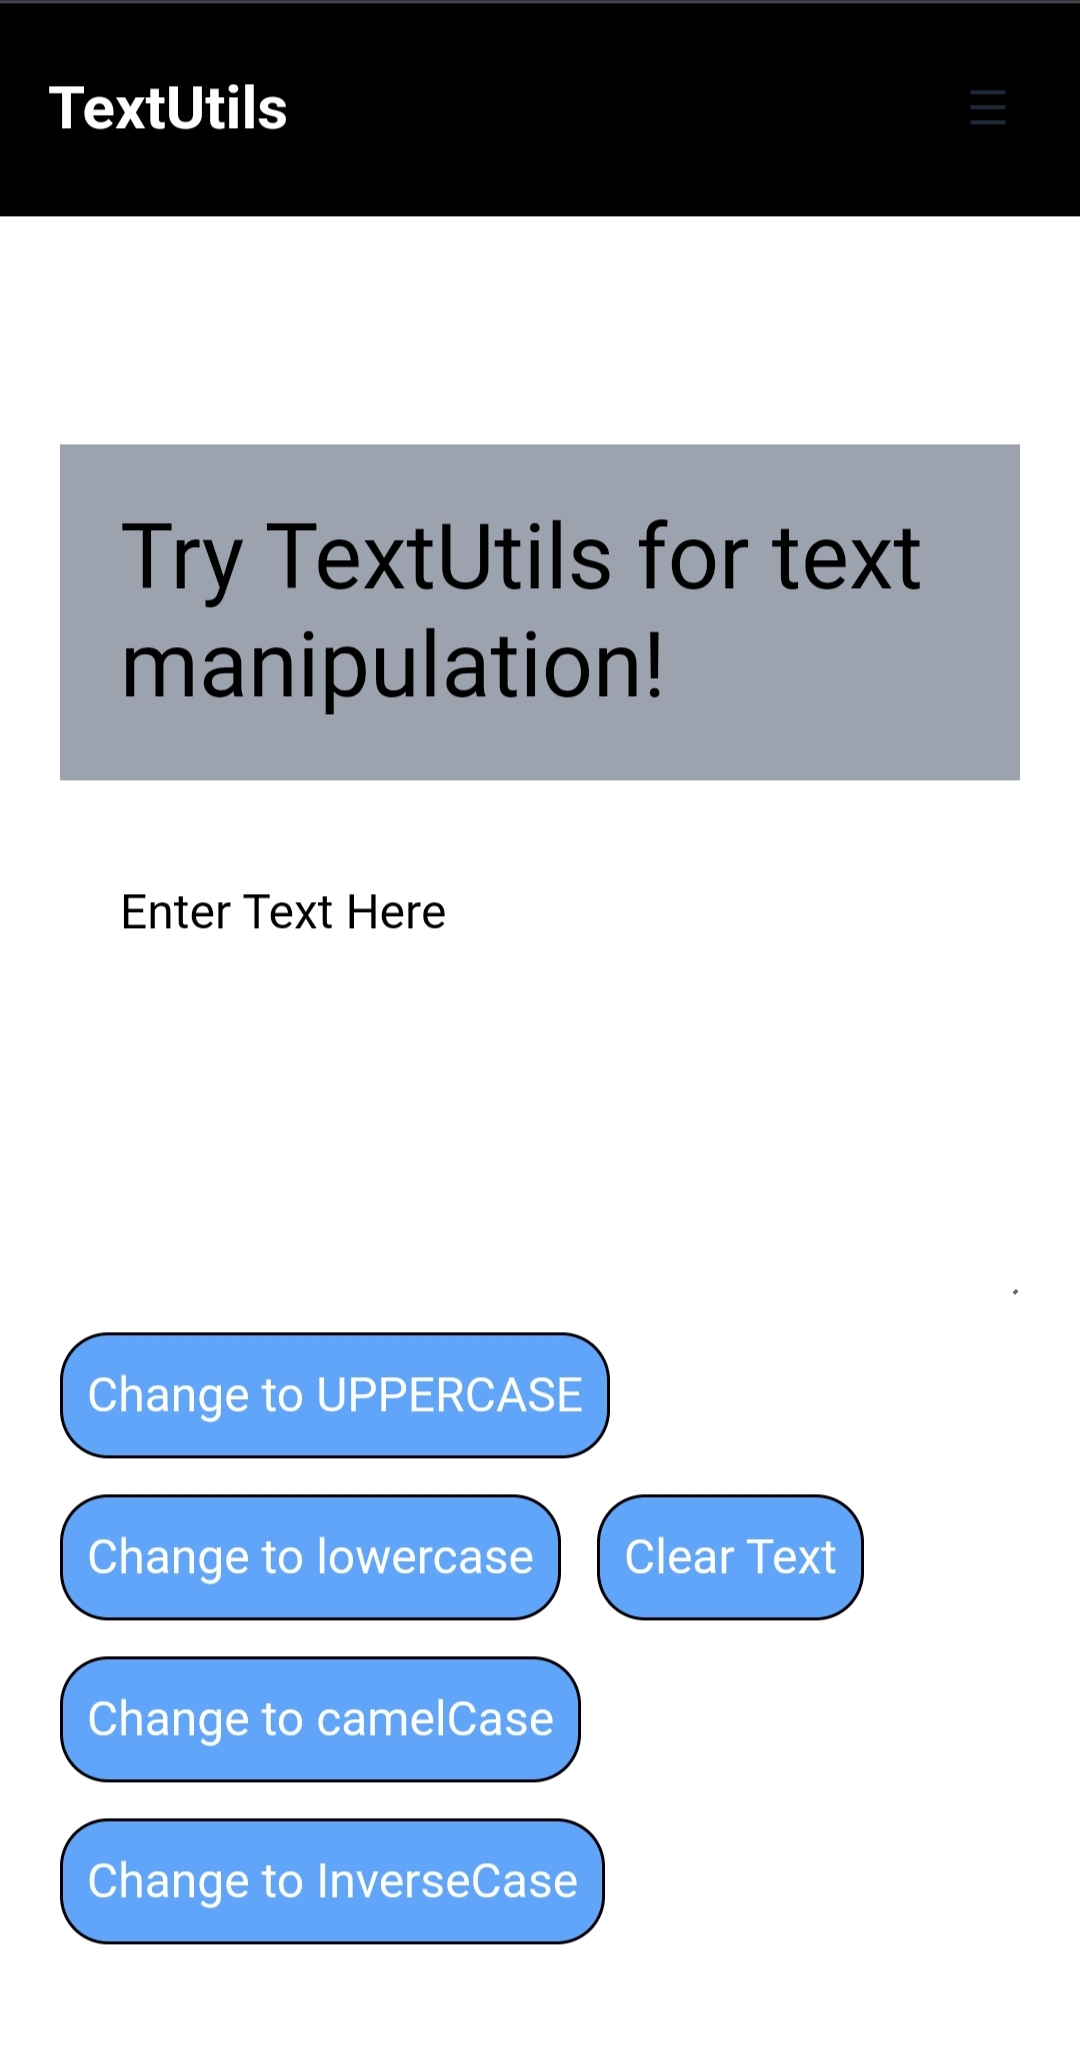 TextUtils
Try TextUtils for text
manipulation!
Enter Text Here
Change to UPPERCASE
Change to lowercase
Clear Text
Change to camelCase
Change to InverseCase